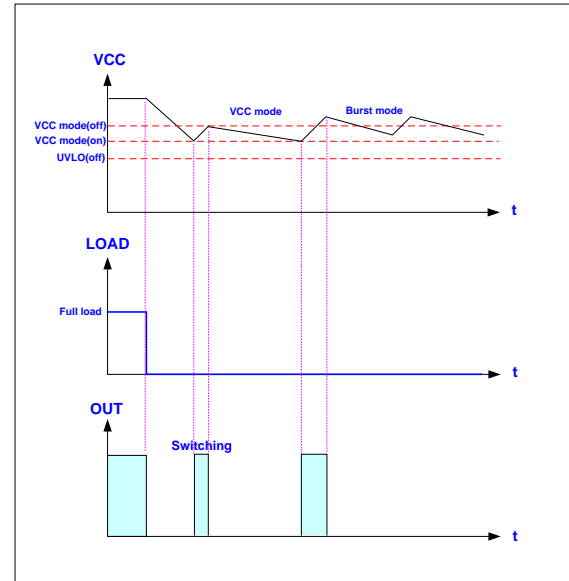 VCC
VCC mode
Burst mode
VCC mode(off)
VCC mode(on)
UVLO(off)
t
LOAD
Full load
t
OUT
Switching
t